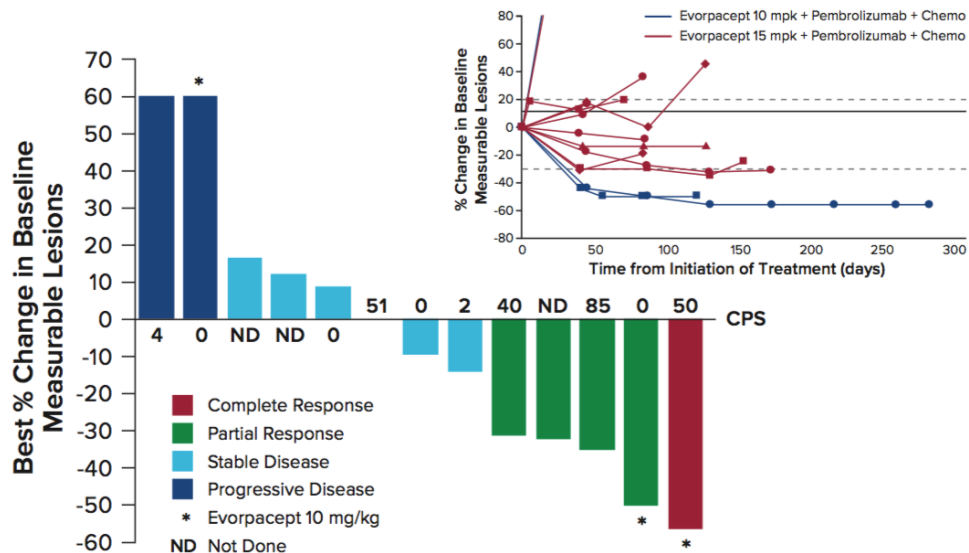 Best % Change in Baseline
Measurable Lesions
70
60
50
40
30
20
10
0
-10
-20
-30
-40
-50
-60
*
4
0
ND
ND
0
51
0
2
40
ND
85
0
50
CPS
*
*
Complete Response
Partial Response
Stable Disease
Progressive Disease
* Evorpacept 10 mg/kg
ND Not Done
Evorpacept 10 mpk + Pembrolizumab + Chemo
Evorpacept 15 mpk + Pembrolizumab + Chemo
% Change in Baseline
Measurable Lesions
80
60
40
20
0
-20
-40
-60
-80
0
50
100
150
200
250
300
Time from Initiation of Treatment (days)